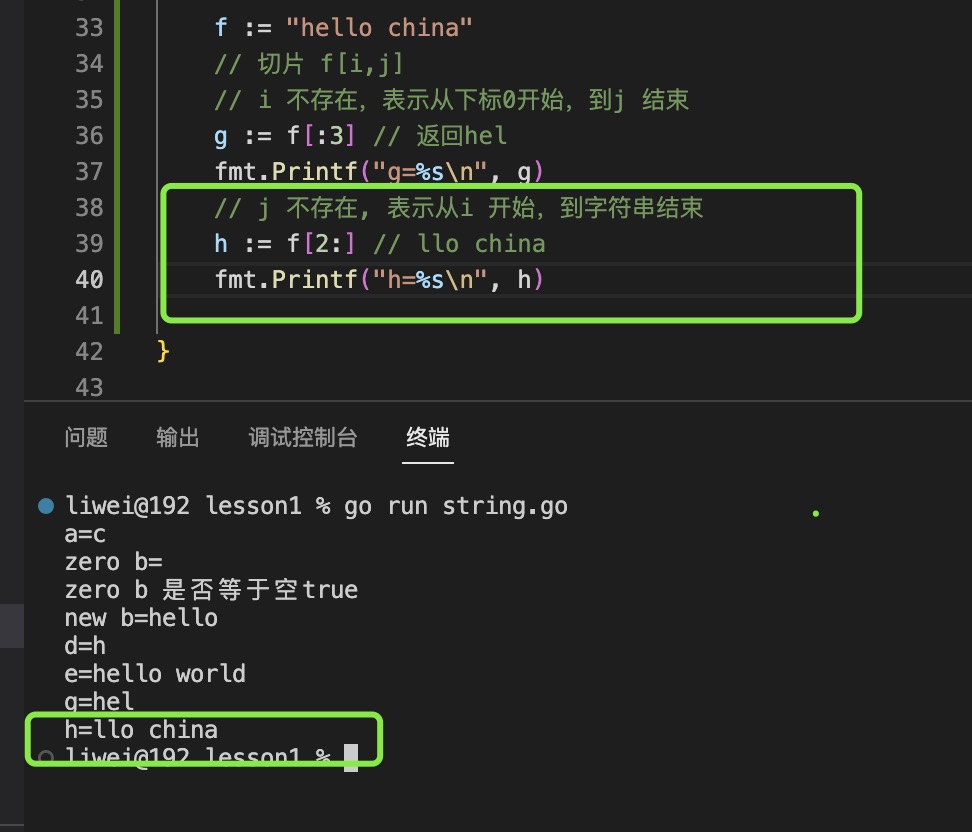 33 f := "hello china"
34 // 切片 f[i,j]
35 // i 不存在，表示从下标0开始，到j 结束
36 g := f[:3] // 返回hel
37 fmt.Printf("g=%s\n", g)
38 // j 不存在, 表示从i 开始，到字符串结束
39 h := f[2:] // llo china
40 fmt.Printf("h=%s\n", h)
41
42 }
43
问题 输出 调试控制台 终端
liwei@192 lesson1 % go run string.go
a=c
zero b=
zero b 是否等于空true
new b=hello
d=h
e=hello world
g=hel
h=llo china
liwei@192 lesson1 %